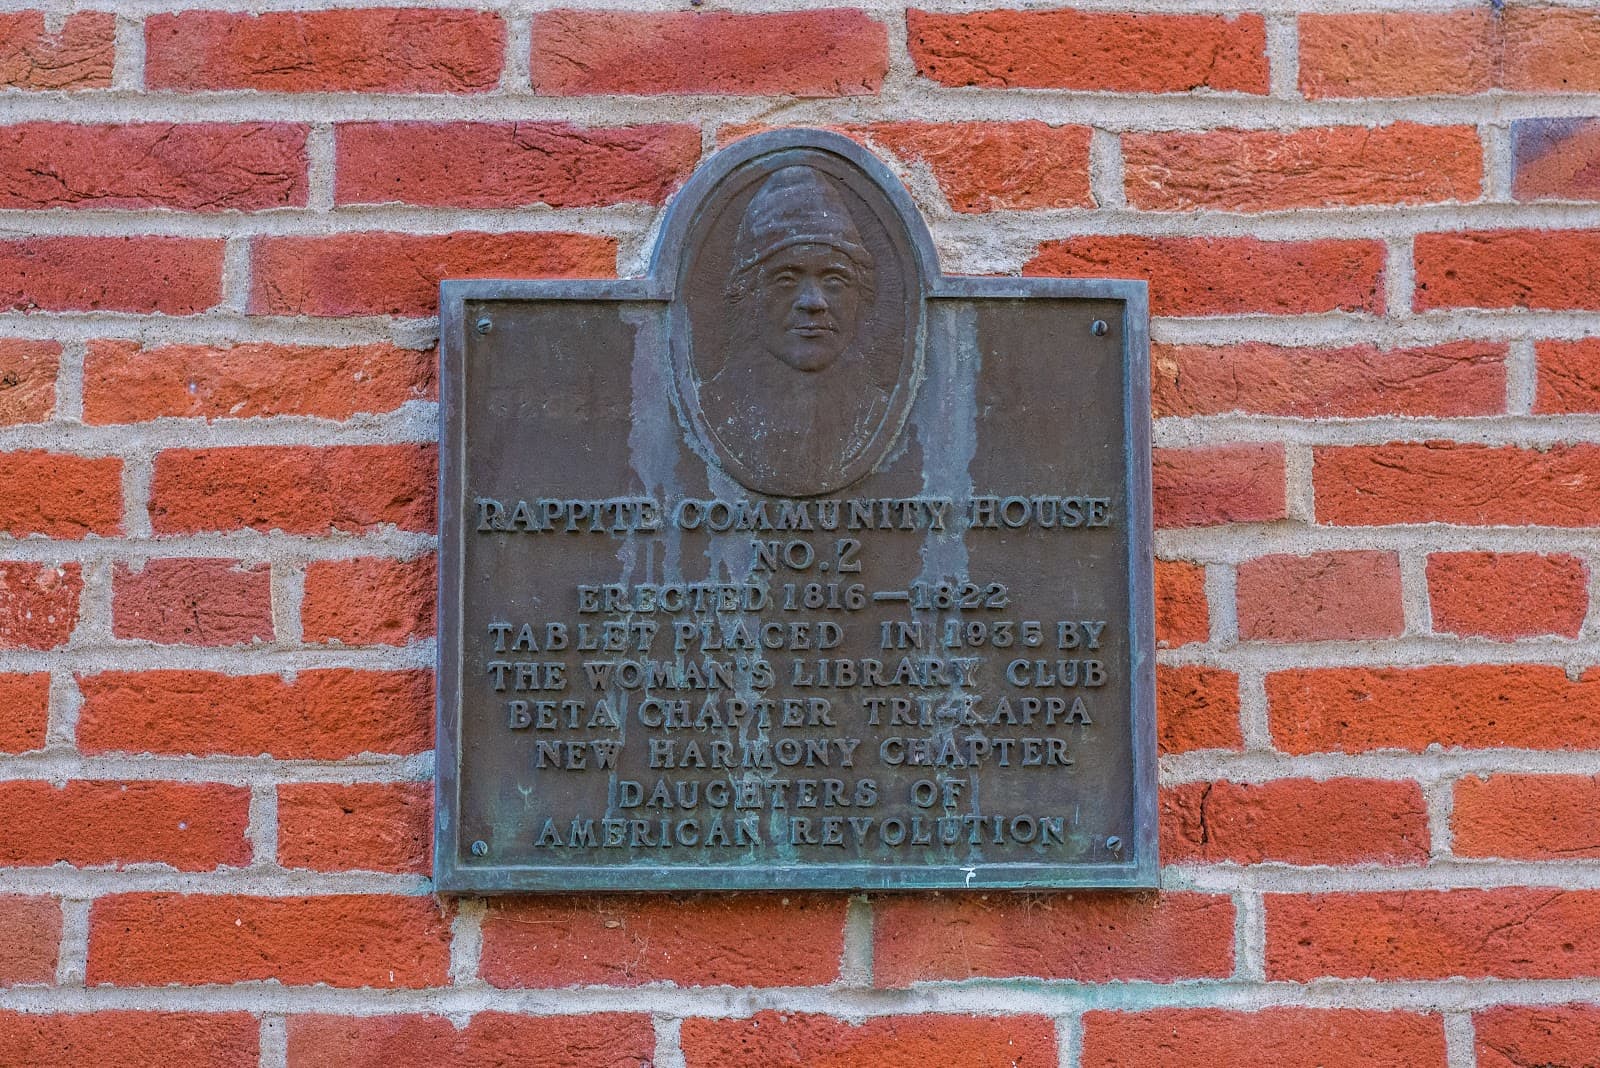 RAPPITE COMMUNITY HOUSE
NO. 2
ERECTED 1816—1822
TABLET PLACED IN 1935 BY
THE WOMAN'S LIBRARY CLUB
BETA CHAPTER TRI-KAPPA
NEW HARMONY CHAPTER
DAUGHTERS OF
AMERICAN REVOLUTION